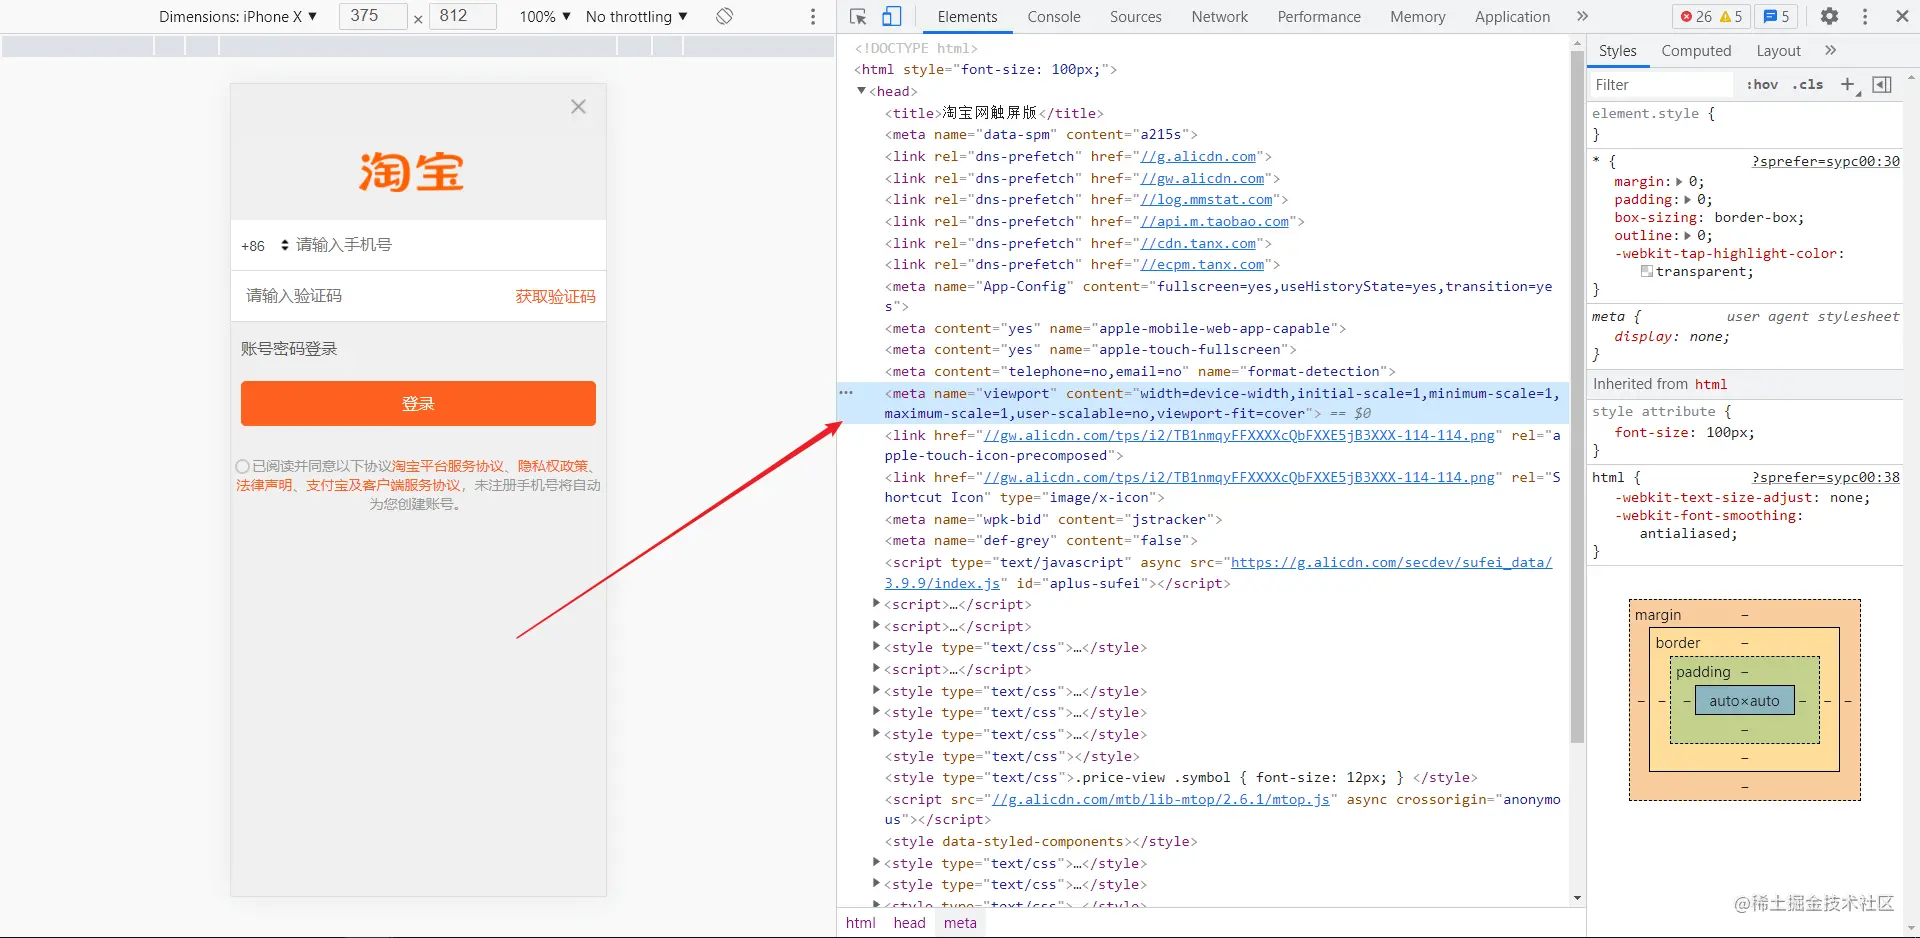 Dimensions: iPhone X ▼ 375 × 812 100% ▼ No throttling ▼
淘宝
+86 请输入手机号
请输入验证码 获取验证码
账号密码登录
登录
已阅读并同意以下协议淘宝平台服务协议、隐私权政策、
法律声明、支付宝及客户端服务协议，未注册手机号将自动
为您创建账号。
Elements Console Sources Network Performance Memory Application » 26 5 5
<!DOCTYPE html>
<html style="font-size: 100px;">
▼<head>
<title>淘宝网触屏版</title>
<meta name="data-spm" content="a215s">
<link rel="dns-prefetch" href="//g.alicdn.com">
<link rel="dns-prefetch" href="//gw.alicdn.com">
<link rel="dns-prefetch" href="//log.mmstat.com">
<link rel="dns-prefetch" href="//api.m.taobao.com">
<link rel="dns-prefetch" href="//cdn.tanx.com">
<link rel="dns-prefetch" href="//ecpm.tanx.com">
<meta name="App-Config" content="fullscreen=yes,useHistoryState=yes,transition=ye
s">
<meta content="yes" name="apple-mobile-web-app-capable">
<meta content="yes" name="apple-touch-fullscreen">
<meta content="telephone=no,email=no" name="format-detection">
<meta name="viewport" content="width=device-width,initial-scale=1,minimum-scale=1,
maximum-scale=1,user-scalable=no,viewport-fit=cover"> == $0
<link href="//gw.alicdn.com/tps/i2/TB1nmqyFFXXXXcQbFXXE5jB3XXX-114-114.png" rel="a
pple-touch-icon-precomposed">
<link href="//gw.alicdn.com/tps/i2/TB1nmqyFFXXXXcQbFXXE5jB3XXX-114-114.png" rel="S
hortcut Icon" type="image/x-icon">
<meta name="wpk-bid" content="jstracker">
<meta name="def-grey" content="false">
<script type="text/javascript" async src="https://g.alicdn.com/secdev/sufei_data/
3.9.9/index.js" id="aplus-sufei"></script>
▶<script>…</script>
▶<script>…</script>
▶<style type="text/css">…</style>
▶<script>…</script>
▶<style type="text/css">…</style>
▶<style type="text/css">…</style>
▶<style type="text/css">…</style>
<style type="text/css"></style>
<style type="text/css">.price-view .symbol { font-size: 12px; } </style>
<script src="//g.alicdn.com/mtb/lib-mtop/2.6.1/mtop.js" async crossorigin="anonymo
us"></script>
<style data-styled-components></style>
▶<style type="text/css">…</style>
▶<style type="text/css">…</style>
▶<style type="text/css">…</style>
html head meta
Styles Computed Layout »
Filter :hov .cls +
element.style {
}
* { ?sprefer=sypc00:30
margin:▶ 0;
padding:▶ 0;
box-sizing: border-box;
outline:▶ 0;
-webkit-tap-highlight-color:
transparent;
}
meta { user agent stylesheet
display: none;
}
Inherited from html
style attribute {
font-size: 100px;
}
html { ?sprefer=sypc00:38
-webkit-text-size-adjust: none;
-webkit-font-smoothing:
antialiased;
}
margin –
border –
padding –
– – – auto×auto – – –
–
–
–
@稀土掘金技术社区